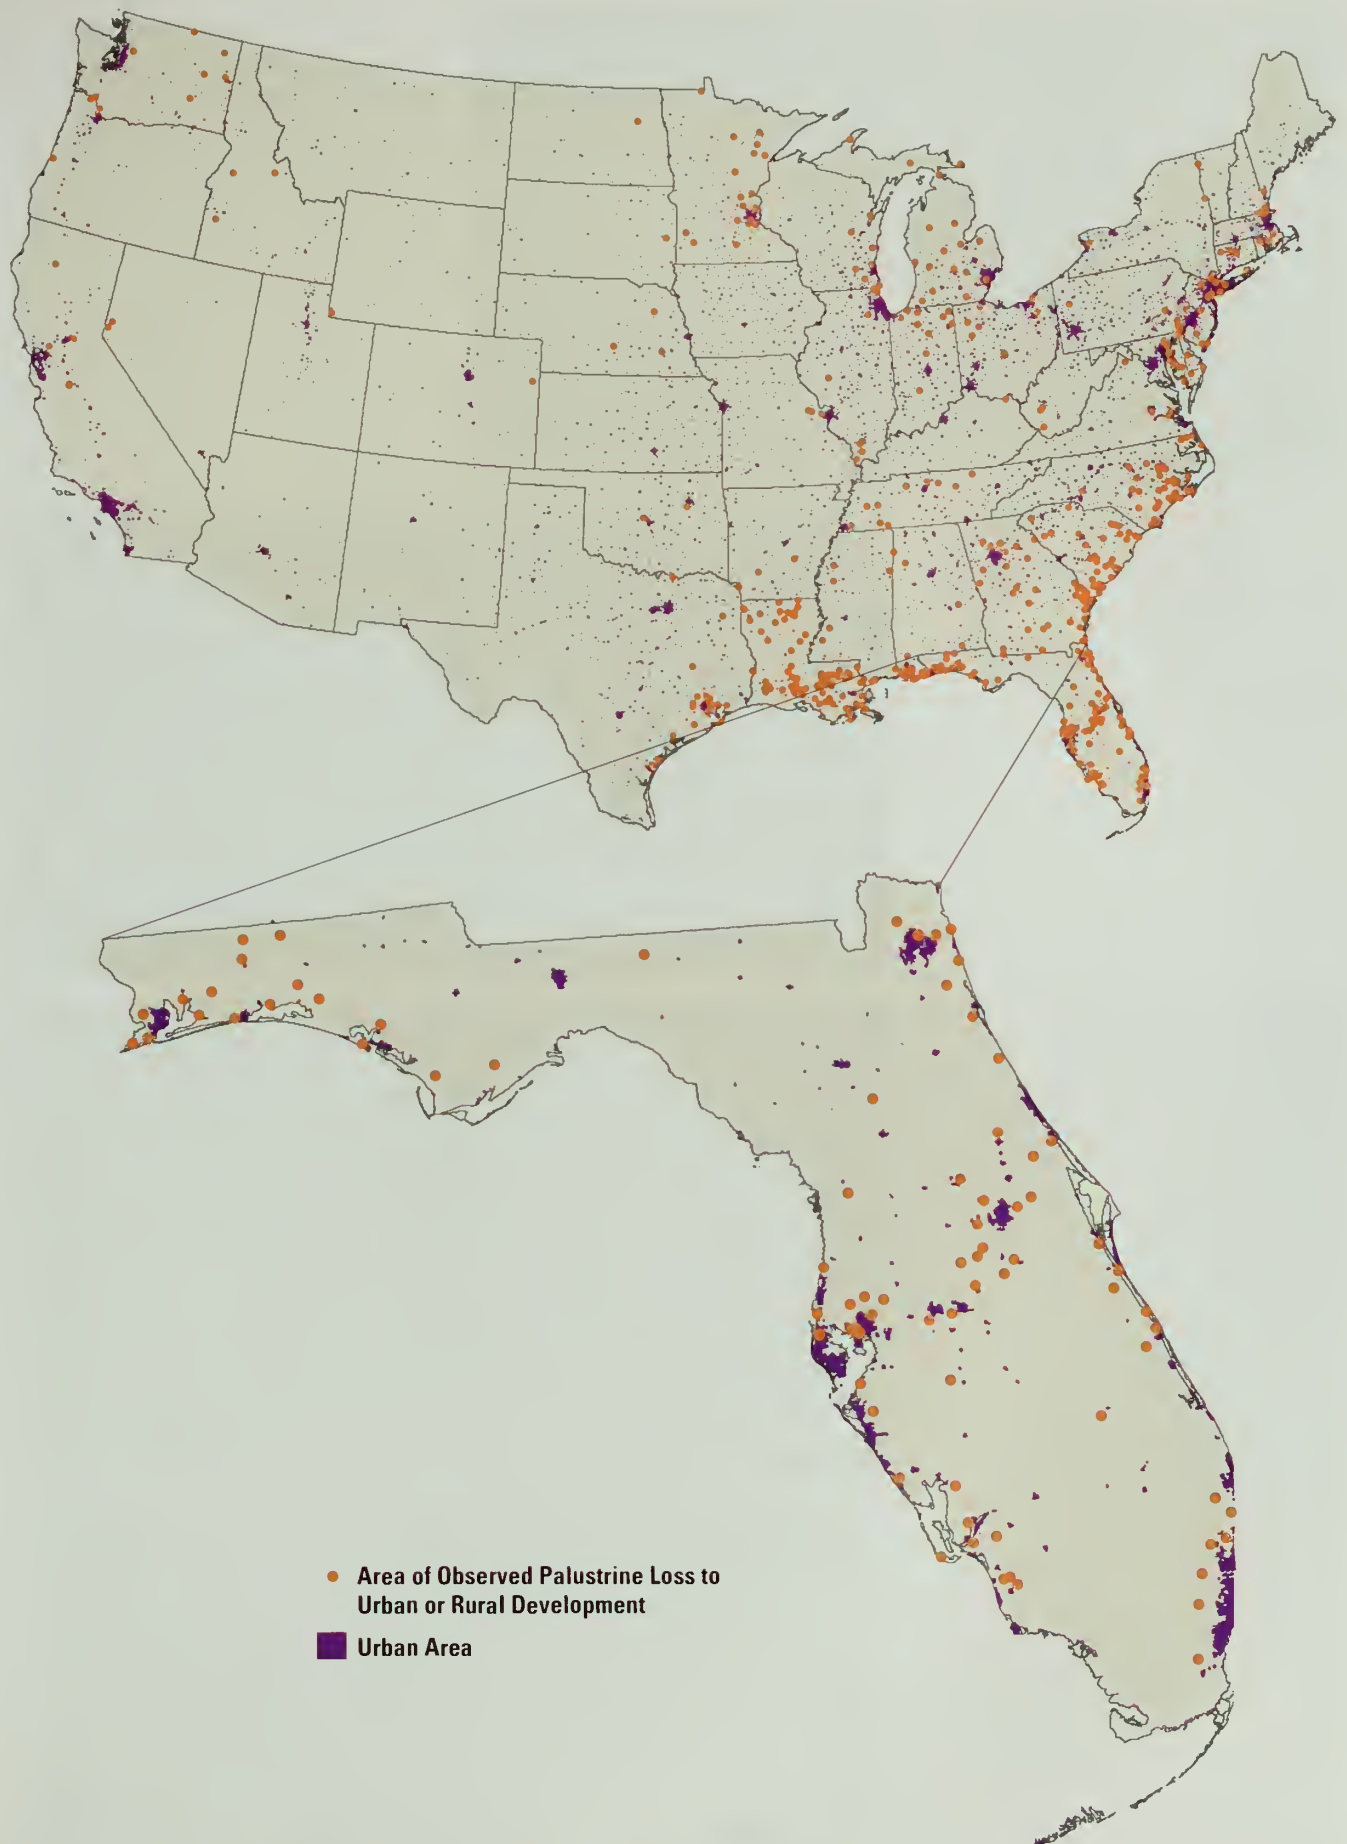 Area of Observed Palustrine Loss to
Urban or Rural Development
Urban Area